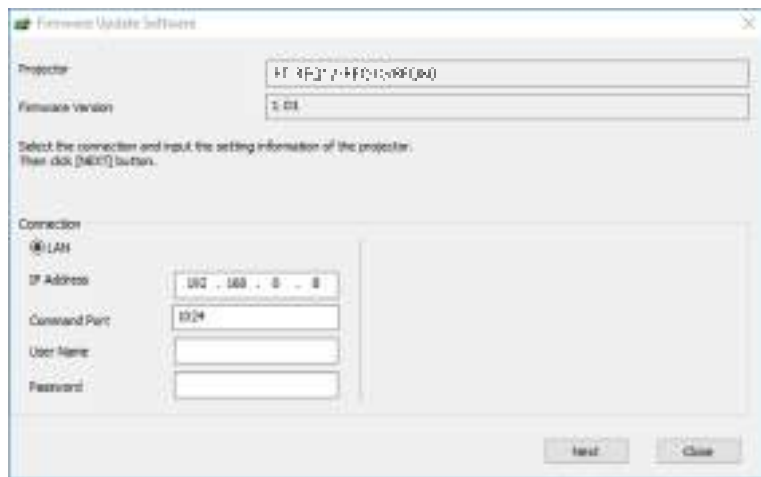 Firmware Update Software
Projector
Firmware Version
Select the connection and input the setting information of the projector.
Then click [NEXT] button.
Connection
LAN
IP Address 192 . 168 . 0 . 8
Command Port 1024
User Name
Password
Next Close